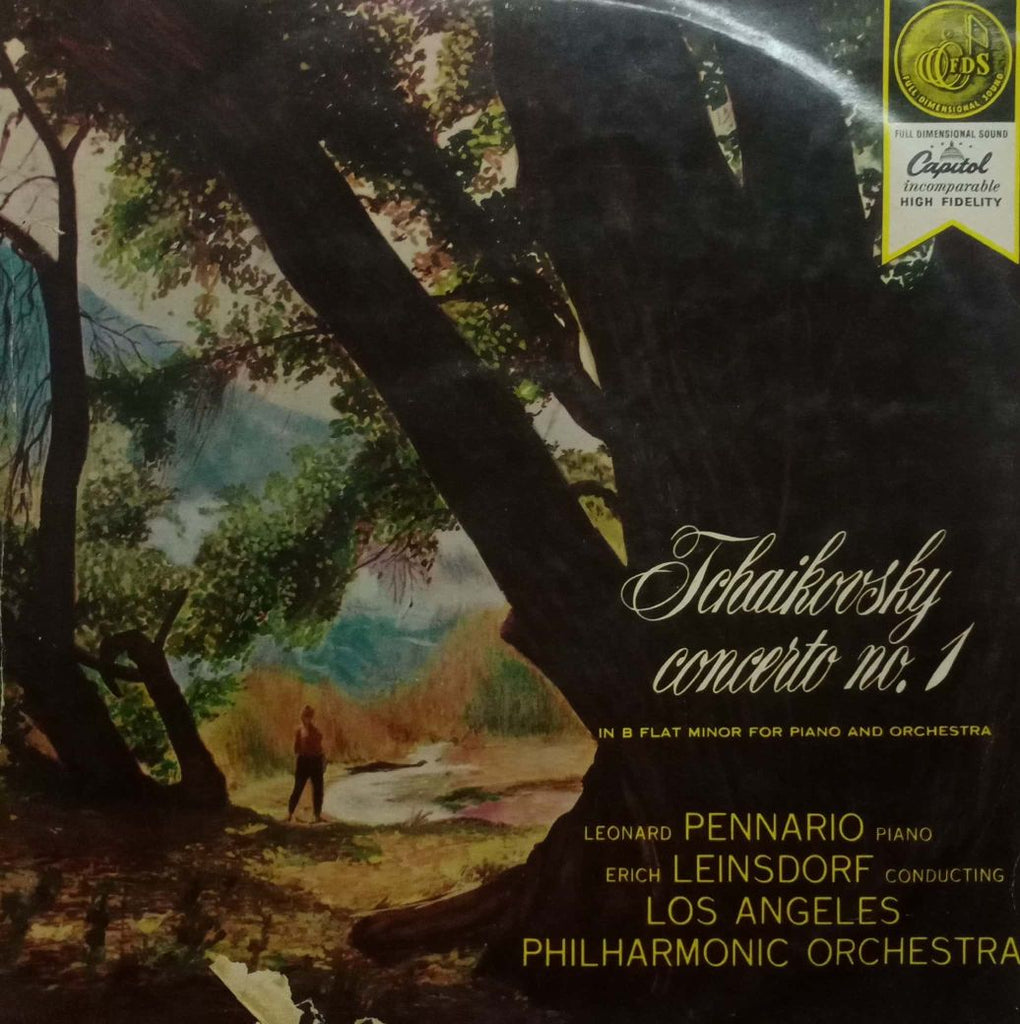 FDS
FULL DIMENSIONAL SOUND
FULL DIMENSIONAL SOUND
Capitol
incomparable
HIGH FIDELITY
Tchaikovsky
concerto no. 1
IN B FLAT MINOR FOR PIANO AND ORCHESTRA
LEONARD PENNARIO PIANO
ERICH LEINSDORF CONDUCTING
LOS ANGELES
PHILHARMONIC ORCHESTRA